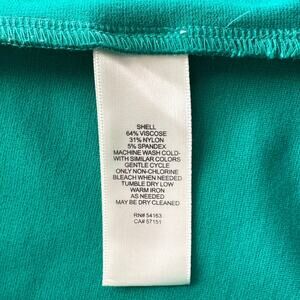 SHELL
64% VISCOSE
31% NYLON
5% SPANDEX
MACHINE WASH COLD-
WITH SIMILAR COLORS
GENTLE CYCLE
ONLY NON-CHLORINE
BLEACH WHEN NEEDED
TUMBLE DRY LOW
WARM IRON
AS NEEDED
MAY BE DRY CLEANED
RN# 54163
CA# 57151